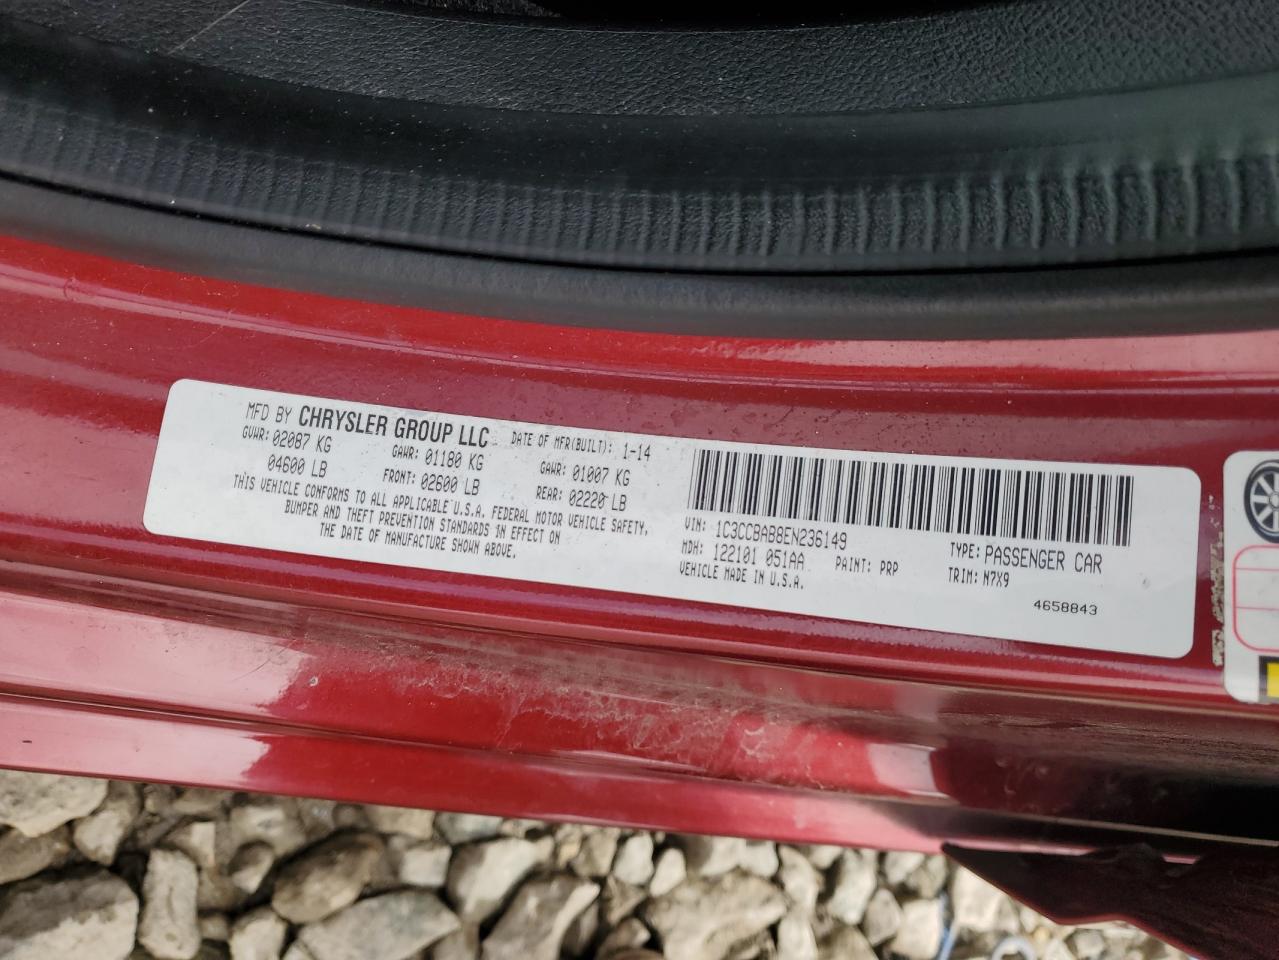 MFD BY CHRYSLER GROUP LLC DATE OF MFR(BUILT): 1-14
GVWR: 02087 KG GAWR: 01180 KG GAWR: 01007 KG
04600 LB FRONT: 02600 LB REAR: 02220 LB
THIS VEHICLE CONFORMS TO ALL APPLICABLE U.S.A. FEDERAL MOTOR VEHICLE SAFETY,
BUMPER AND THEFT PREVENTION STANDARDS IN EFFECT ON
THE DATE OF MANUFACTURE SHOWN ABOVE.
VIN: 1C3CCBAB8EN236149 TYPE: PASSENGER CAR
MDH: 122101 051AA PAINT: PRP TRIM: N7X9
VEHICLE MADE IN U.S.A.
4658843